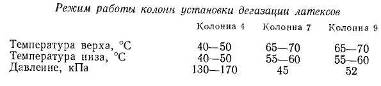 Режим работы колонн установки дегазации латексов
Колонна 4 Колонна 7 Колонна 9
Температура верха, °С 40—50 65—70 65—70
Температура низа, °С 40—50 55—60 55—60
Давление, кПа 130—170 45 52